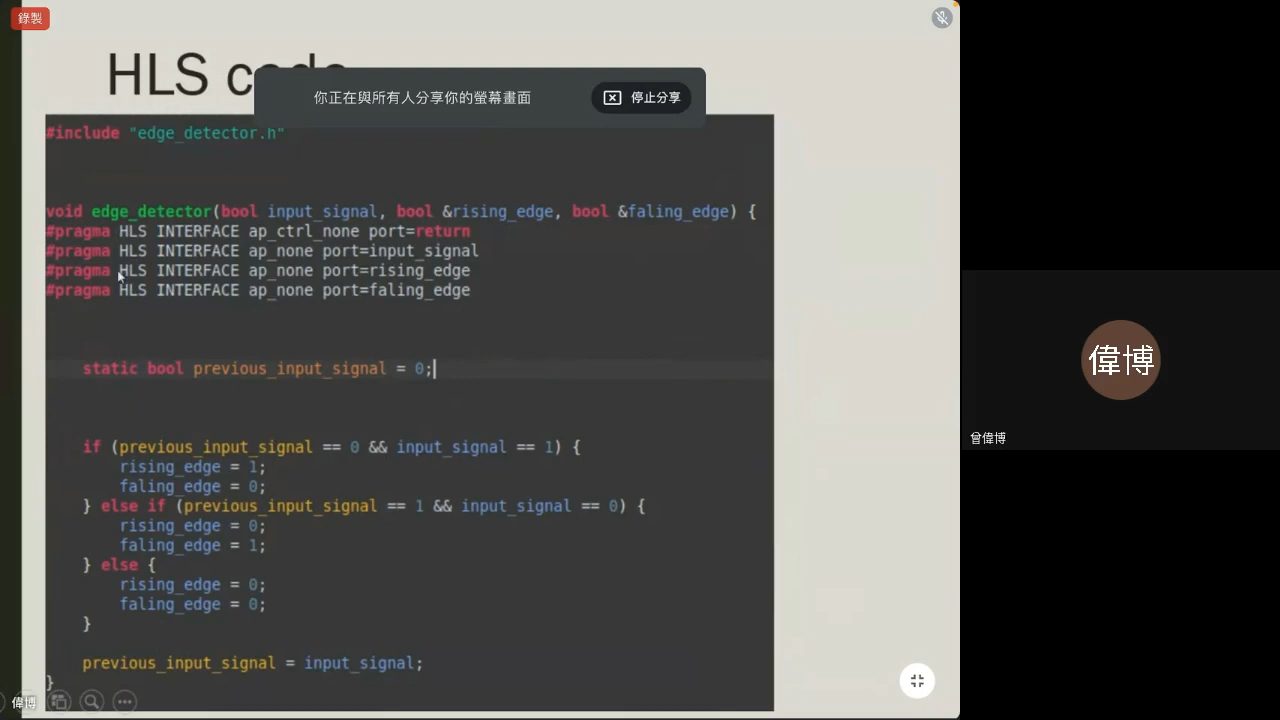 錄製
HLS code
你正在與所有人分享你的螢幕畫面
停止分享
#include "edge_detector.h"
void edge_detector(bool input_signal, bool &rising_edge, bool &faling_edge) {
#pragma HLS INTERFACE ap_ctrl_none port=return
#pragma HLS INTERFACE ap_none port=input_signal
#pragma HLS INTERFACE ap_none port=rising_edge
#pragma HLS INTERFACE ap_none port=faling_edge
static bool previous_input_signal = 0;
if (previous_input_signal == 0 && input_signal == 1) {
rising_edge = 1;
faling_edge = 0;
} else if (previous_input_signal == 1 && input_signal == 0) {
rising_edge = 0;
faling_edge = 1;
} else {
rising_edge = 0;
faling_edge = 0;
}
previous_input_signal = input_signal;
}
偉博
偉博
曾偉博